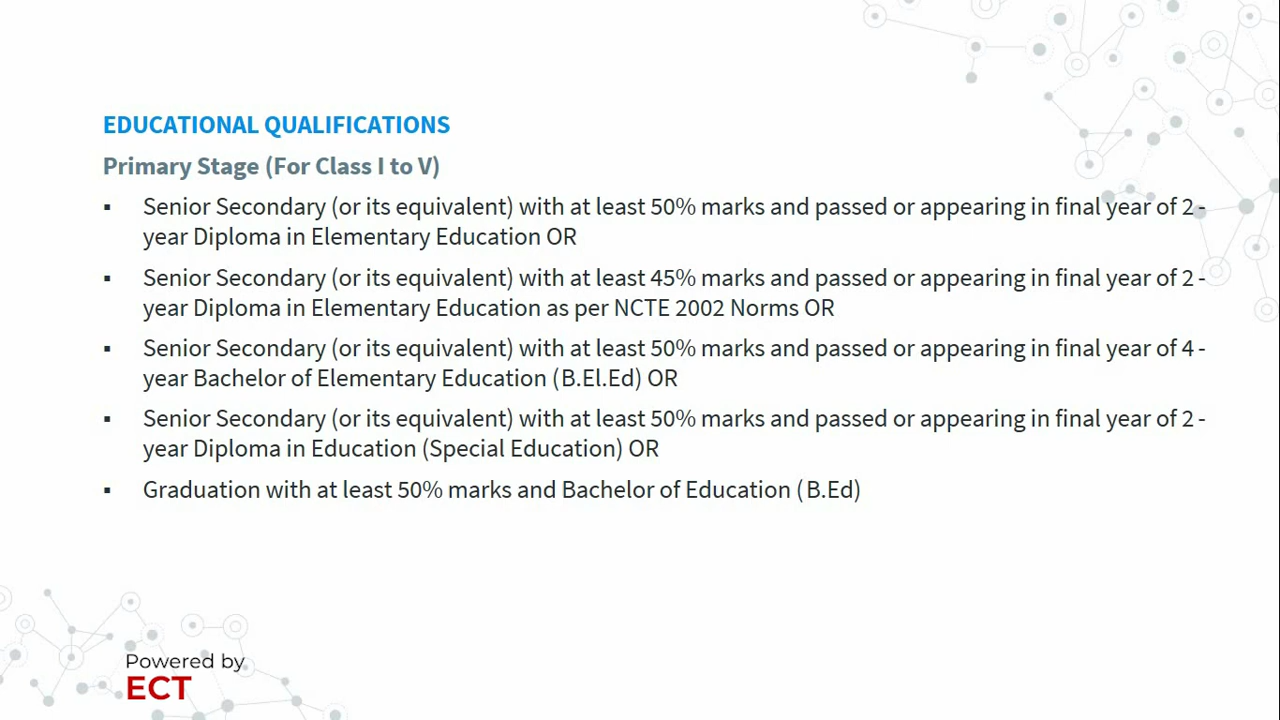 EDUCATIONAL QUALIFICATIONS
Primary Stage (For Class I to V)
▪ Senior Secondary (or its equivalent) with at least 50% marks and passed or appearing in final year of 2-
year Diploma in Elementary Education OR
▪ Senior Secondary (or its equivalent) with at least 45% marks and passed or appearing in final year of 2-
year Diploma in Elementary Education as per NCTE 2002 Norms OR
▪ Senior Secondary (or its equivalent) with at least 50% marks and passed or appearing in final year of 4-
year Bachelor of Elementary Education (B.El.Ed) OR
▪ Senior Secondary (or its equivalent) with at least 50% marks and passed or appearing in final year of 2-
year Diploma in Education (Special Education) OR
▪ Graduation with at least 50% marks and Bachelor of Education (B.Ed)
Powered by
ECT